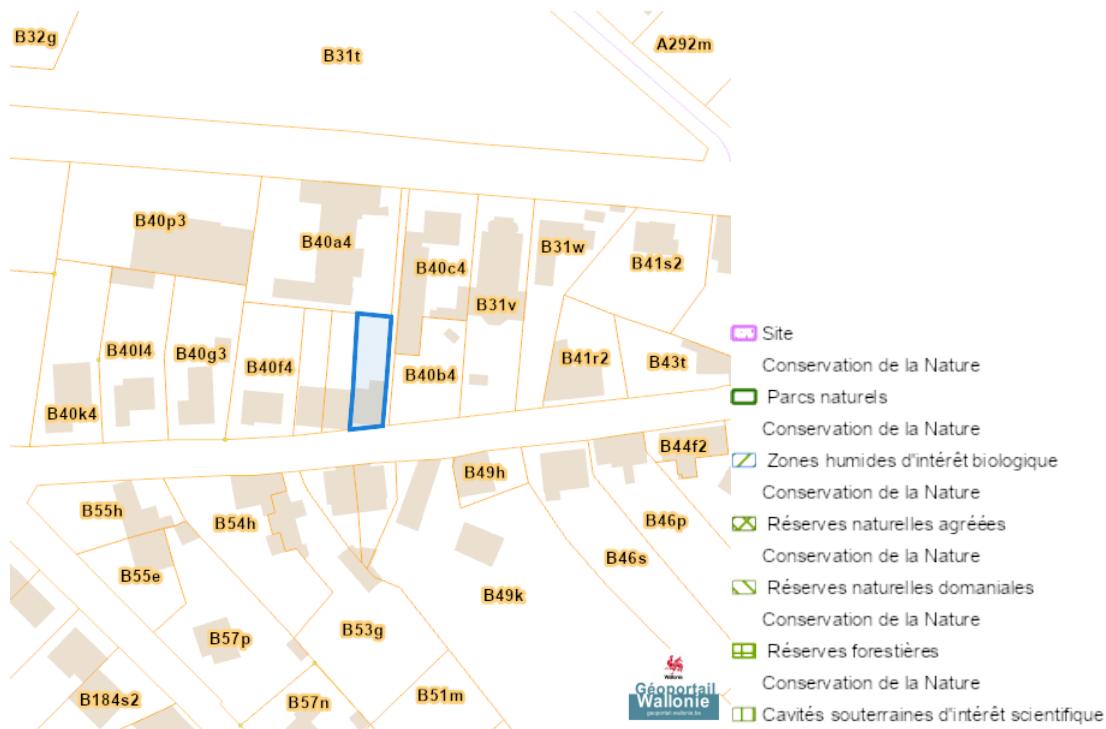 B32g
B31t
A292m
B40p3
B40a4
B40c4
B31w
B41s2
B31v
B40l4
B40g3
B40f4
B40b4
B41r2
B43t
B40k4
B44f2
B49h
B55h
B54h
B46p
B46s
B55e
B49k
B57p
B53g
B184s2
B57n
B51m
Site
Conservation de la Nature
Parcs naturels
Conservation de la Nature
Zones humides d'intérêt biologique
Conservation de la Nature
Réserves naturelles agréées
Conservation de la Nature
Réserves naturelles domaniales
Conservation de la Nature
Réserves forestières
Conservation de la Nature
Cavités souterraines d'intérêt scientifique
Wallonie
Géoportail
Wallonie
geoportail.wallonie.be